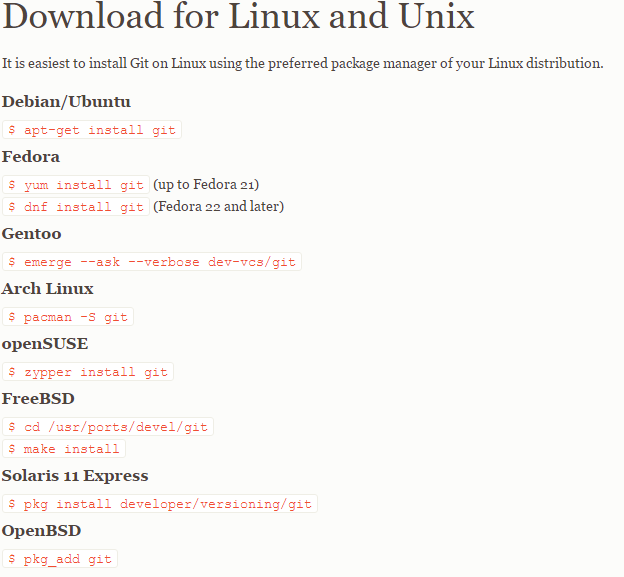 Download for Linux and Unix
It is easiest to install Git on Linux using the preferred package manager of your Linux distribution.
Debian/Ubuntu
$ apt-get install git
Fedora
$ yum install git (up to Fedora 21)
$ dnf install git (Fedora 22 and later)
Gentoo
$ emerge --ask --verbose dev-vcs/git
Arch Linux
$ pacman -S git
openSUSE
$ zypper install git
FreeBSD
$ cd /usr/ports/devel/git
$ make install
Solaris 11 Express
$ pkg install developer/versioning/git
OpenBSD
$ pkg_add git